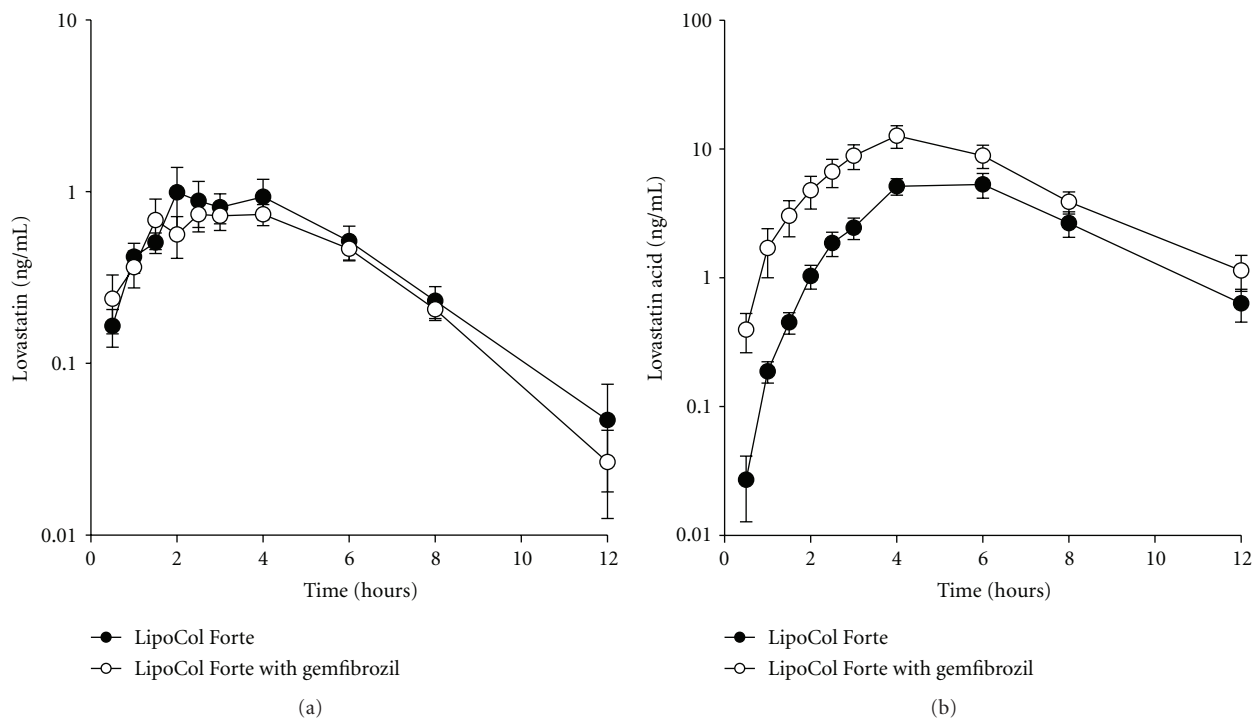 10
1
0.1
0.01
Lovastatin (ng/mL)
0 2 4 6 8 10 12
Time (hours)
LipoCol Forte
LipoCol Forte with gemfibrozil
(a)
100
10
1
0.1
0.01
Lovastatin acid (ng/mL)
0 2 4 6 8 10 12
Time (hours)
LipoCol Forte
LipoCol Forte with gemfibrozil
(b)